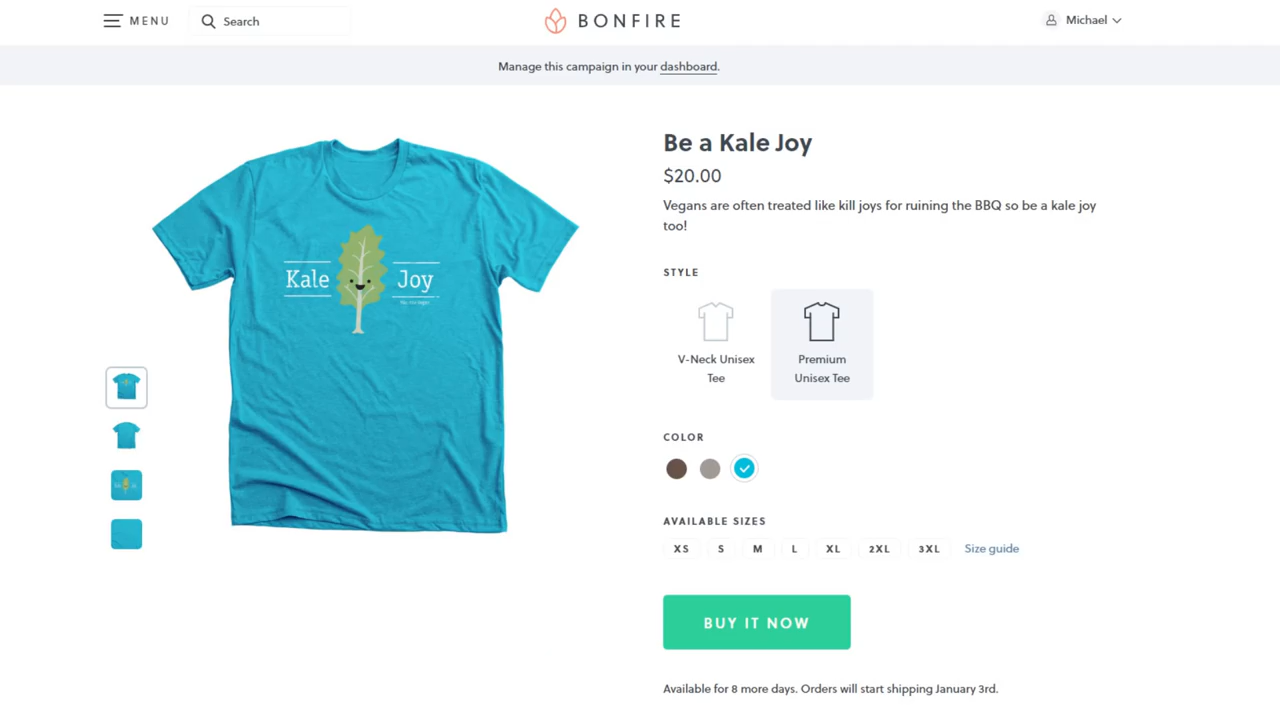 MENU
Search
BONFIRE
Michael
Manage this campaign in your dashboard.
Be a Kale Joy
$20.00
Vegans are often treated like kill joys for ruining the BBQ so be a kale joy
too!
Kale Joy
STYLE
V-Neck Unisex
Tee
Premium
Unisex Tee
COLOR
AVAILABLE SIZES
XS S M L XL 2XL 3XL Size guide
BUY IT NOW
Available for 8 more days. Orders will start shipping January 3rd.